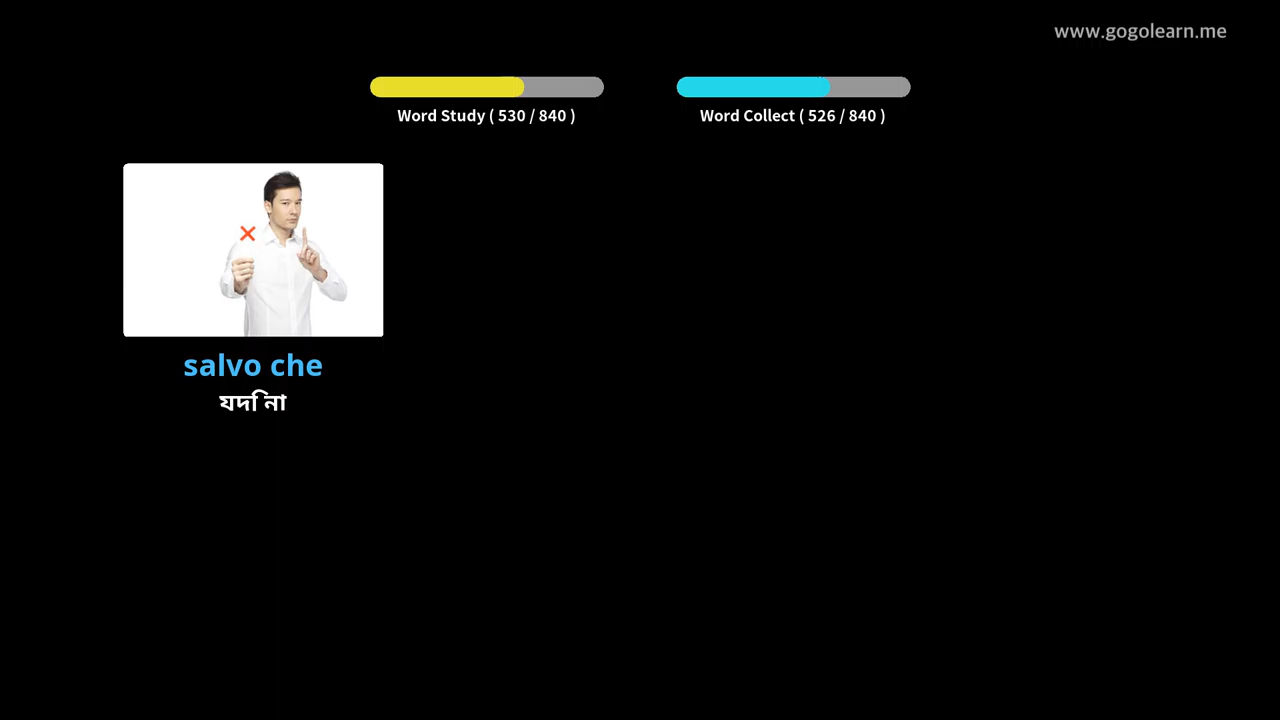 www.gogolearn.me
Word Study ( 530 / 840 )
Word Collect ( 526 / 840 )
salvo che
যদি না